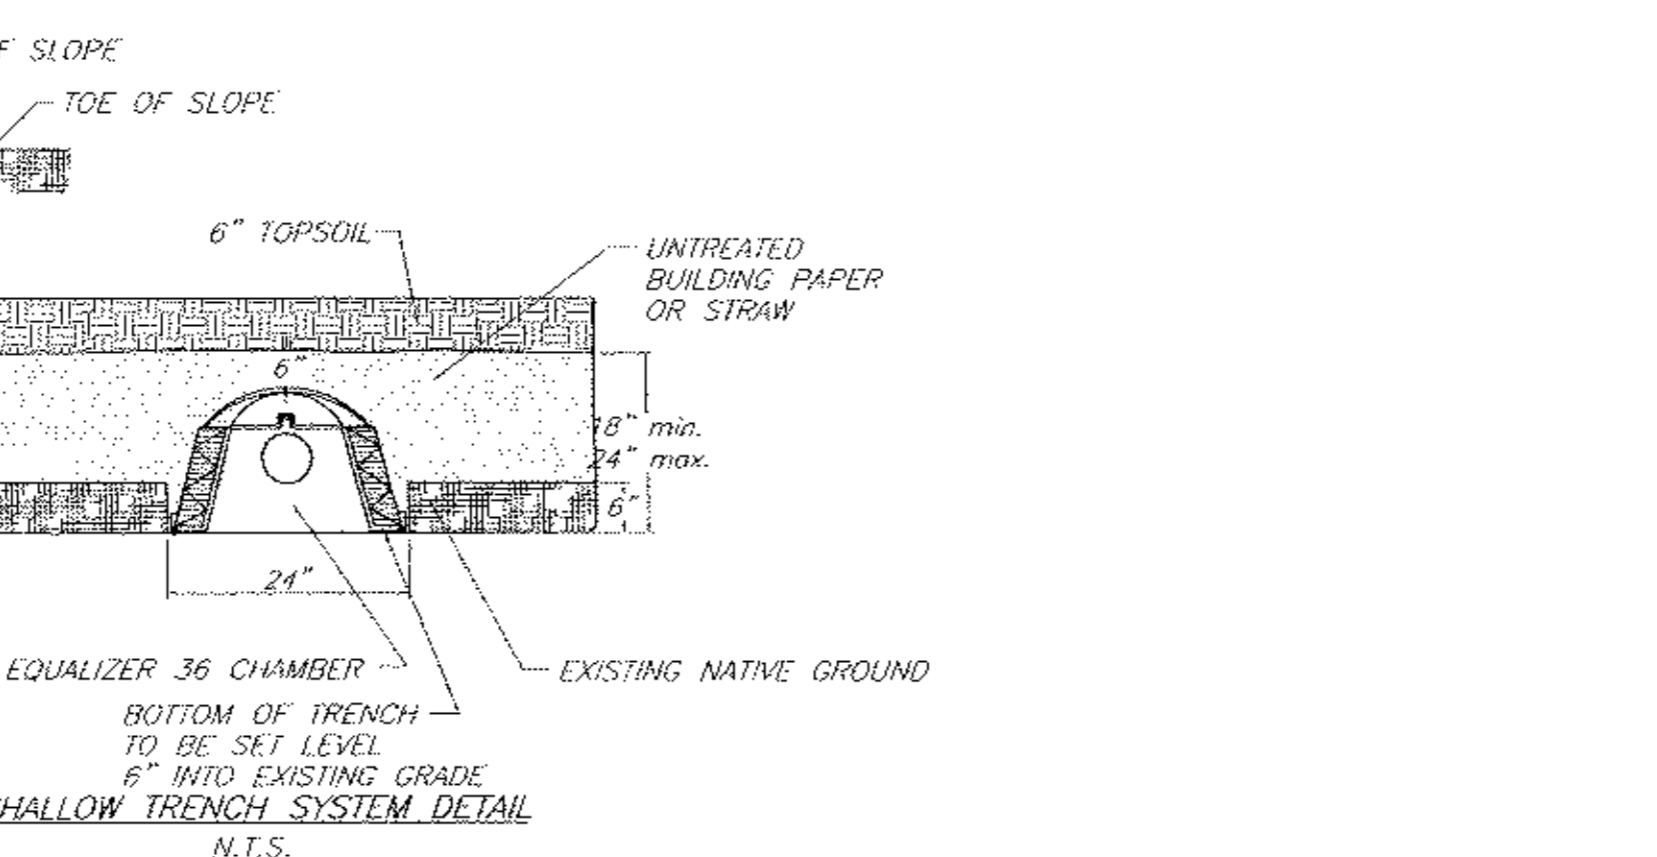 F SLOPE
TOE OF SLOPE
6" TOPSOIL
UNTREATED
BUILDING PAPER
OR STRAW
6"
18" min.
24" max.
6"
24"
EQUALIZER 36 CHAMBER
EXISTING NATIVE GROUND
BOTTOM OF TRENCH
TO BE SET LEVEL
6" INTO EXISTING GRADE
HALLOW TRENCH SYSTEM DETAIL
N.T.S.